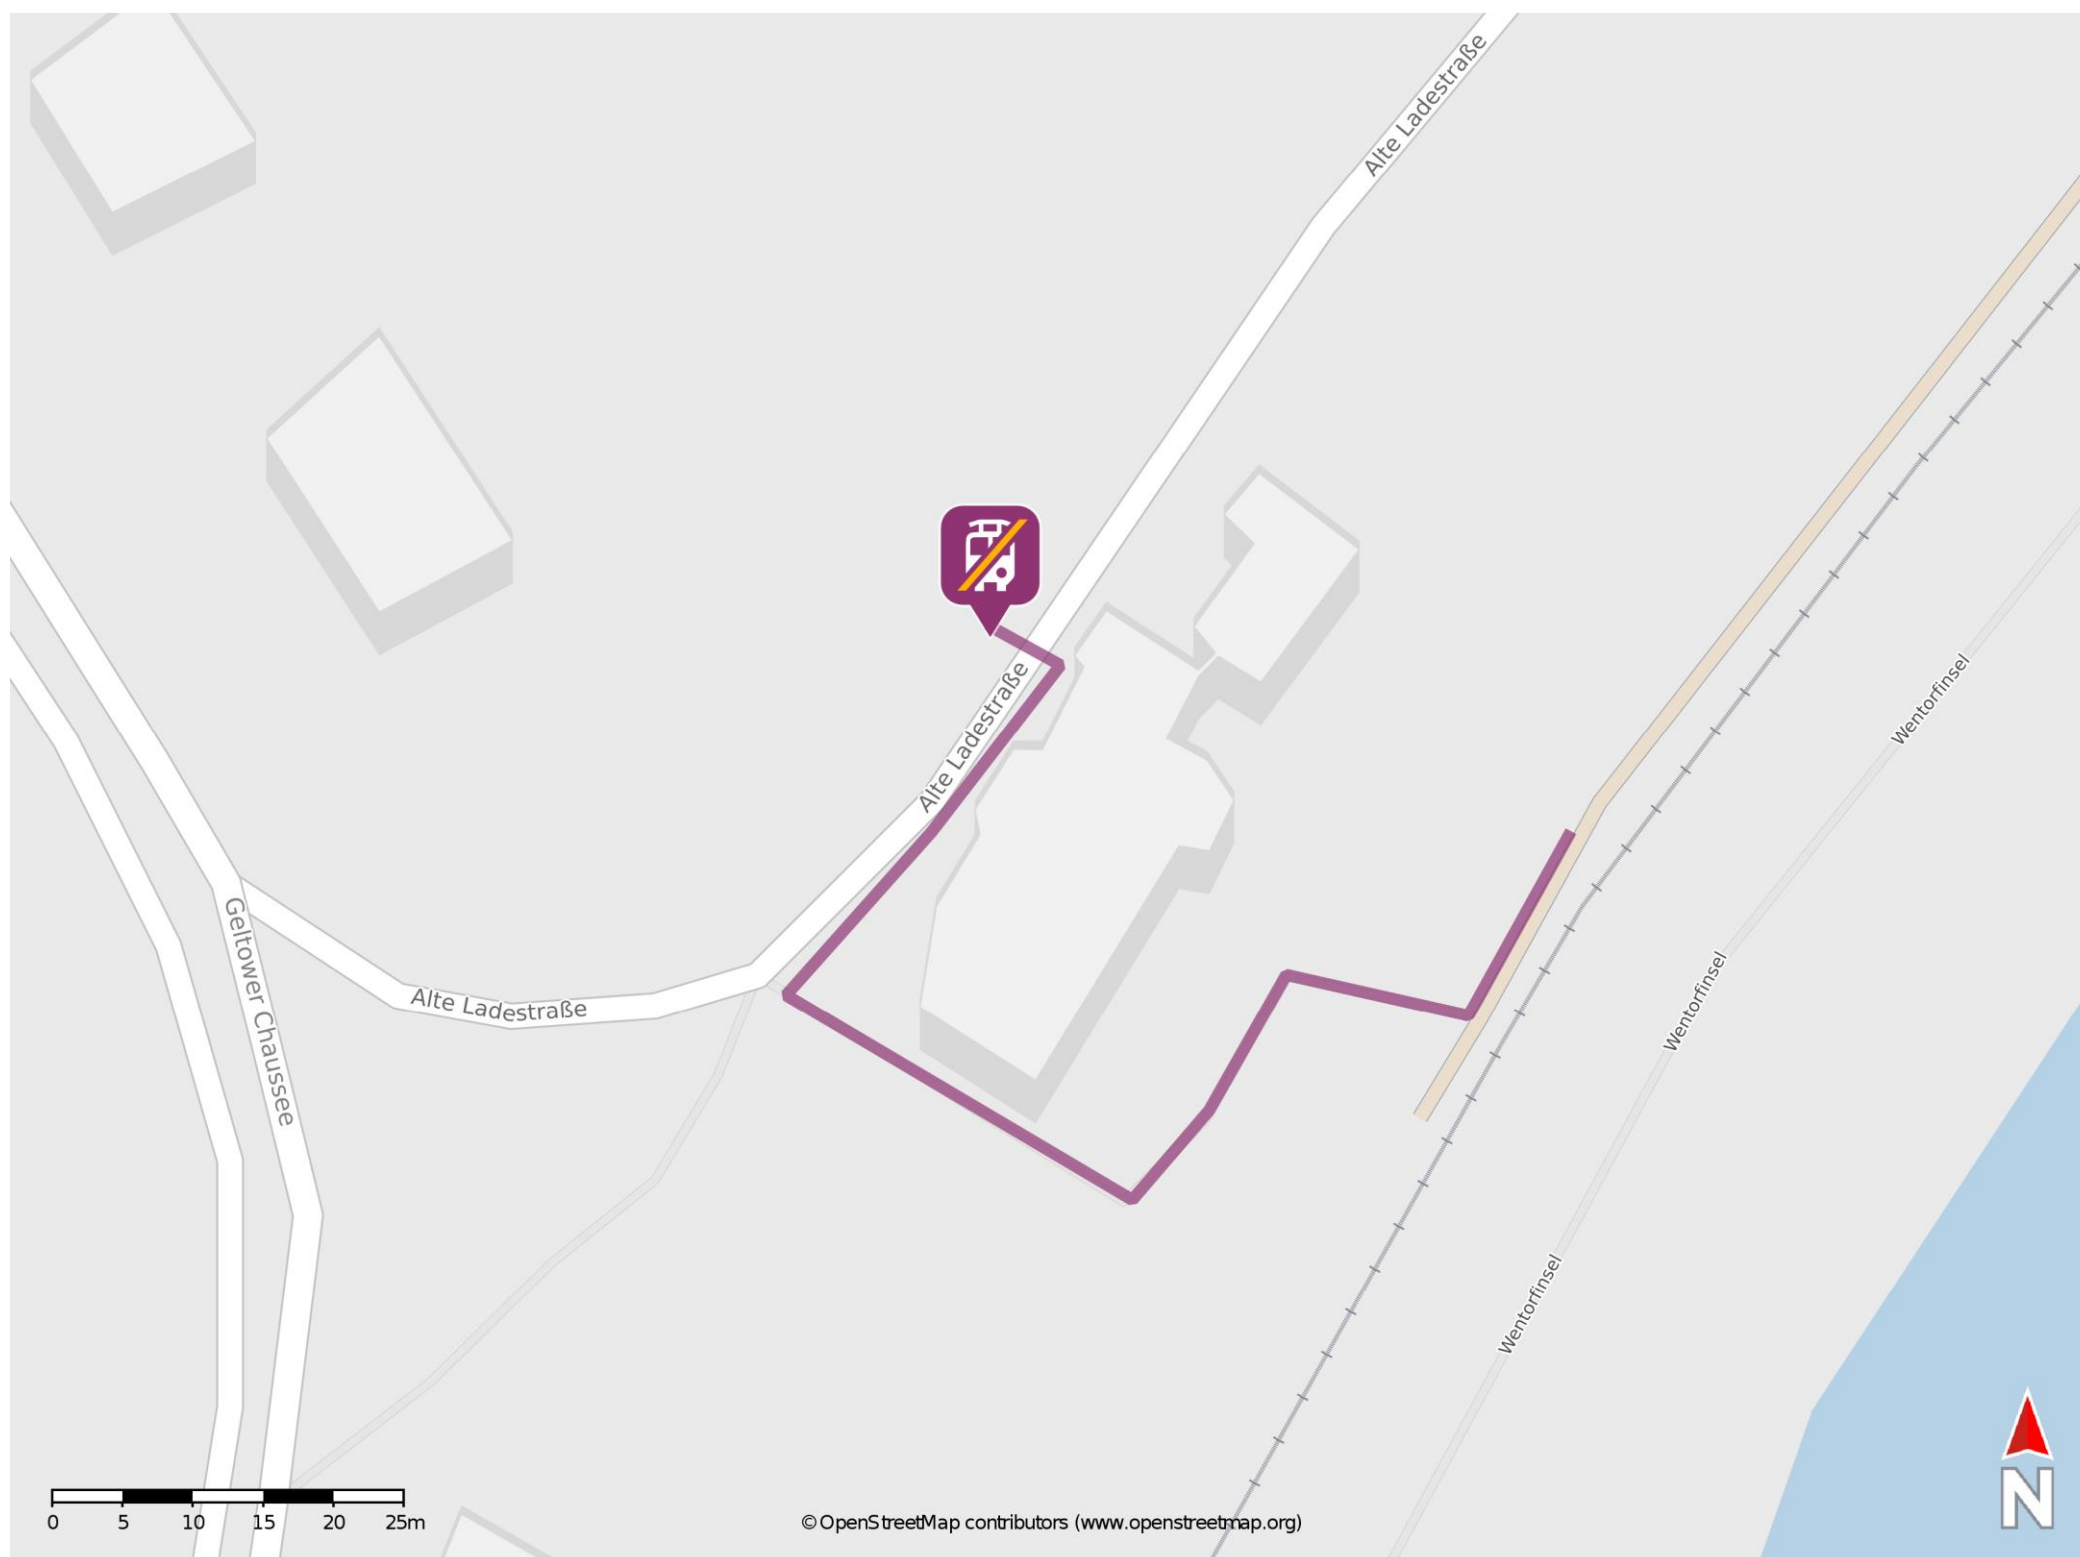 Alte Ladestraße
Alte Ladestraße
Wentorfinsel
Geltower Chaussee
Alte Ladestraße
Wentorfinsel
Wentorfinsel
N
0 5 10 15 20 25m
© OpenStreetMap contributors (www.openstreetmap.org)